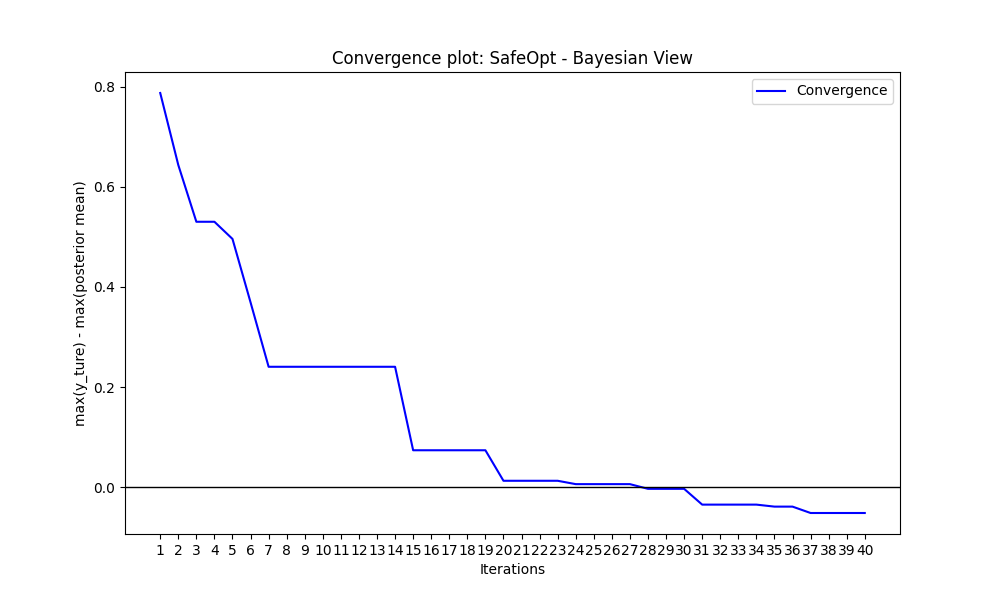 Convergence plot: SafeOpt - Bayesian View
Convergence
max(y_ture) - max(posterior mean)
0.8
0.6
0.4
0.2
0.0
1 2 3 4 5 6 7 8 9 10 11 12 13 14 15 16 17 18 19 20 21 22 23 24 25 26 27 28 29 30 31 32 33 34 35 36 37 38 39 40
Iterations